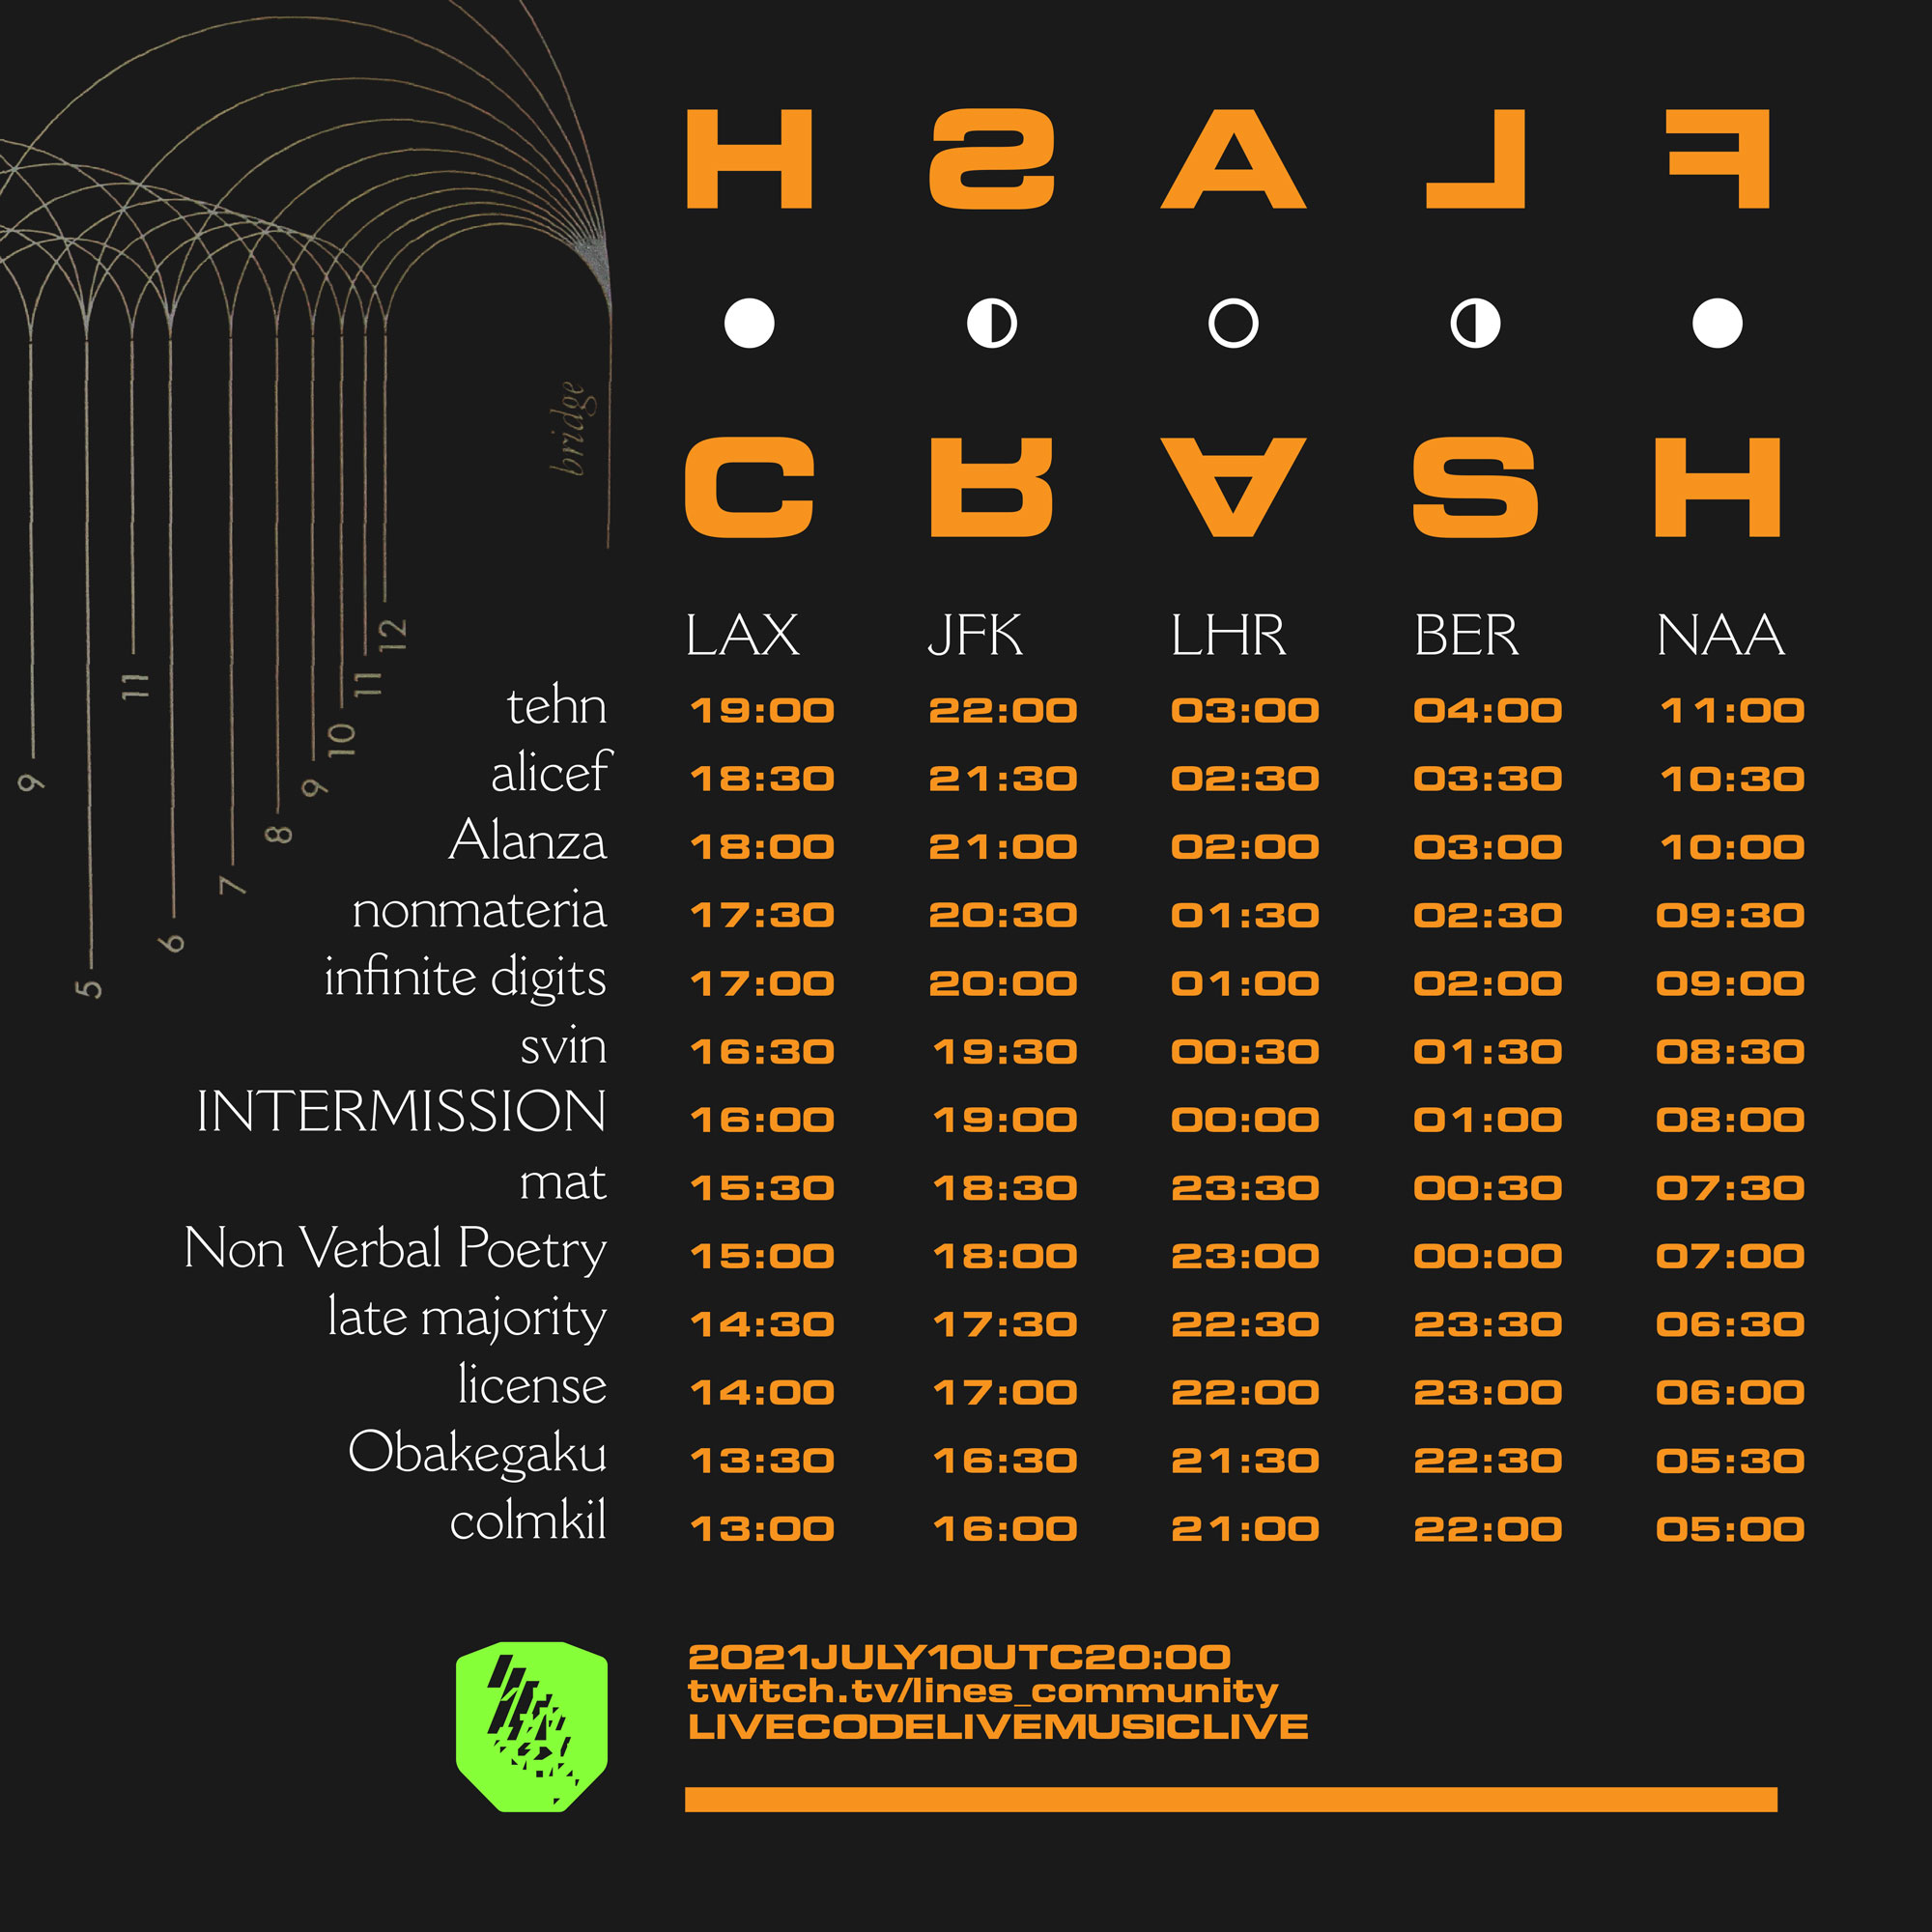 HSALF
CRASH
bridge
LAX JFK LHR BER NAA
tehn 19:00 22:00 03:00 04:00 11:00
alicef 18:30 21:30 02:30 03:30 10:30
Alanza 18:00 21:00 02:00 03:00 10:00
nonmateria 17:30 20:30 01:30 02:30 09:30
infinite digits 17:00 20:00 01:00 02:00 09:00
svin 16:30 19:30 00:30 01:30 08:30
INTERMISSION 16:00 19:00 00:00 01:00 08:00
mat 15:30 18:30 23:30 00:30 07:30
Non Verbal Poetry 15:00 18:00 23:00 00:00 07:00
late majority 14:30 17:30 22:30 23:30 06:30
license 14:00 17:00 22:00 23:00 06:00
Obakegaku 13:30 16:30 21:30 22:30 05:30
colmkil 13:00 16:00 21:00 22:00 05:00
9
5
11
6
7
8
9
10
11
12
2021JULY10UTC20:00
twitch.tv/lines_community
LIVECODELIVEMUSICLIVE